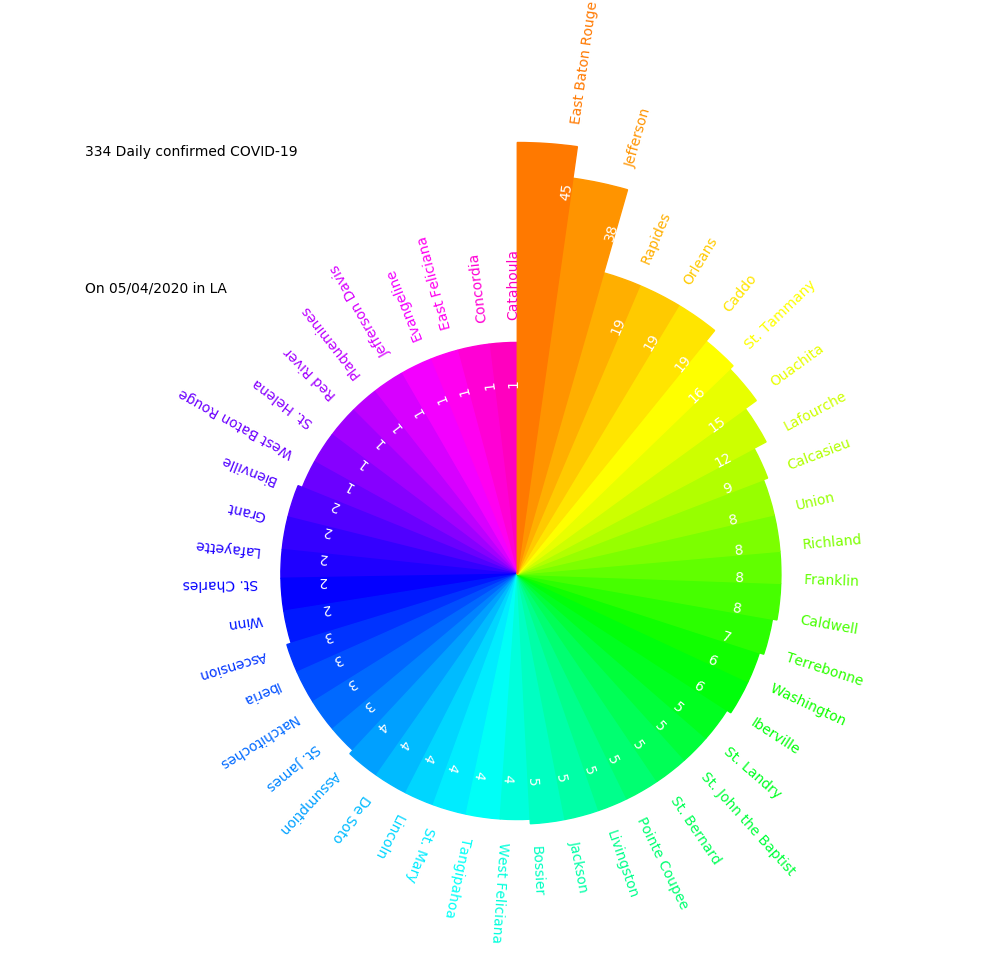 334 Daily confirmed COVID-19
On 05/04/2020 in LA
East Baton Rouge
45
Jefferson
38
Rapides
19
Orleans
19
Caddo
19
St. Tammany
16
Ouachita
15
Lafourche
12
Calcasieu
9
Union
8
Richland
8
Franklin
8
Caldwell
8
Terrebonne
7
Washington
6
Iberville
6
St. Landry
5
St. John the Baptist
5
St. Bernard
5
Pointe Coupee
5
Livingston
5
Jackson
5
Bossier
5
West Feliciana
4
Tangipahoa
4
St. Mary
4
Lincoln
4
De Soto
4
Assumption
4
St. James
3
Natchitoches
3
Iberia
3
Ascension
3
Winn
2
St. Charles
2
Lafayette
2
Grant
2
Bienville
2
West Baton Rouge
1
St. Helena
1
Red River
1
Plaquemines
1
Jefferson Davis
1
Evangeline
1
East Feliciana
1
Concordia
1
Catahoula
1